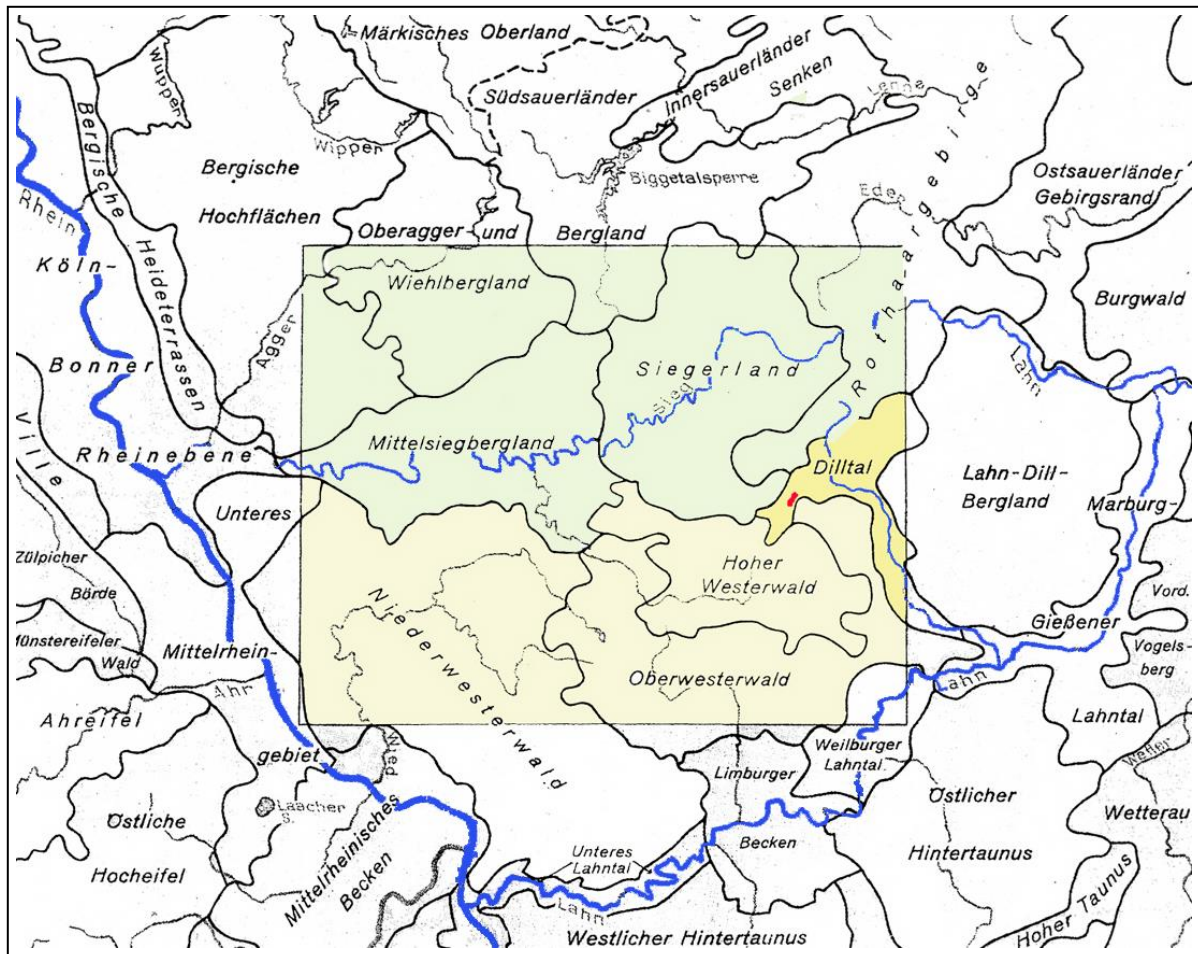 Märkisches Oberland
Wupper
Innersauerländer
Senken
Südsauerländer
Lenne
Bergische
Heideterrassen
Wipper
Bergische
Hochflächen
Biggetalsperre
Rothaargebirge
Ostsauerländer
Gebirgsrand
Eder
Rhein
Oberagger- und
Bergland
Wiehlbergland
Köln-
Burgwald
Agger
Lahn
Bonner
Siegerland
Sieg
Ville
Mittelsiegbergland
Rheinebene
Dilltal
Lahn-Dill-
Bergland
Marburg-
Unteres
Zülpicher
Börde
Hoher
Westerwald
Vord.
Münstereifeler
Wald
Niederwesterwald
Gießener
Mittelrhein-
Vogels-
berg
Ahr
Oberwesterwald
Lahn
Ahreifel
Lahntal
gebiet
Wied
Weilburger
Lahntal
Wetter
Limburger
Laacher
S.
Östliche
Östlicher
Wetterau
Mittelrheinisches
Becken
Becken
Hintertaunus
Hocheifel
Unteres
Lahntal
Lahn
Hoher Taunus
Westlicher Hintertaunus